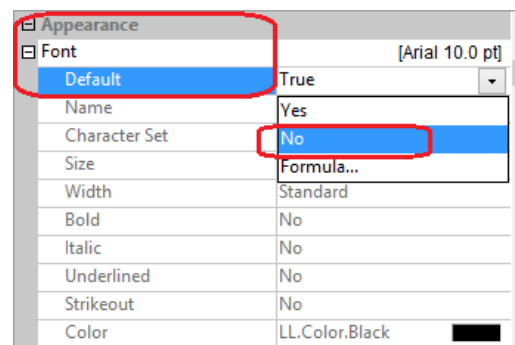 Appearance
Font [Arial 10.0 pt]
Default True
Name Yes
Character Set No
Size Formula...
Width Standard
Bold No
Italic No
Underlined No
Strikeout No
Color LL.Color.Black